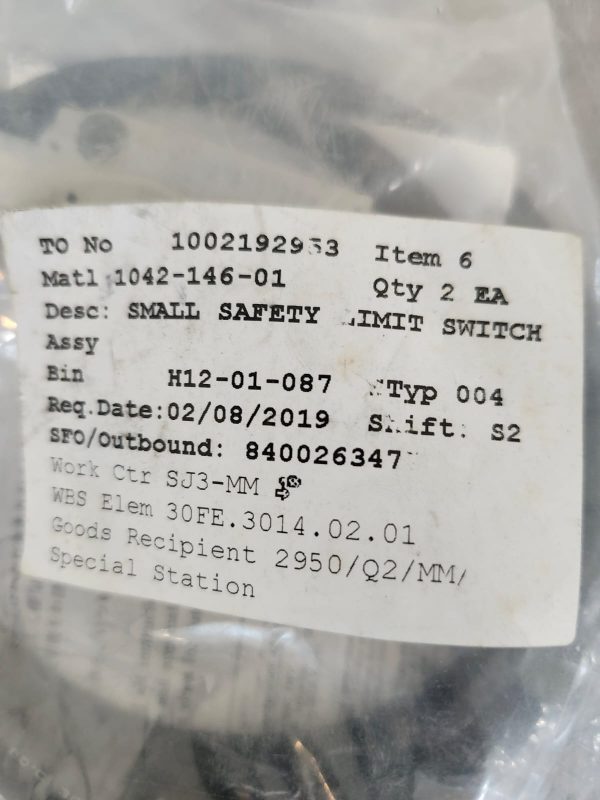 TO No 1002192953 Item 6
Matl 1042-146-01 Qty 2 EA
Desc: SMALL SAFETY LIMIT SWITCH
Assy
Bin H12-01-087 STyp 004
Req.Date:02/08/2019 Shift: S2
SFO/Outbound: 840026347
Work Ctr SJ3-MM
WBS Elem 30FE.3014.02.01
Goods Recipient 2950/Q2/MM/
Special Station